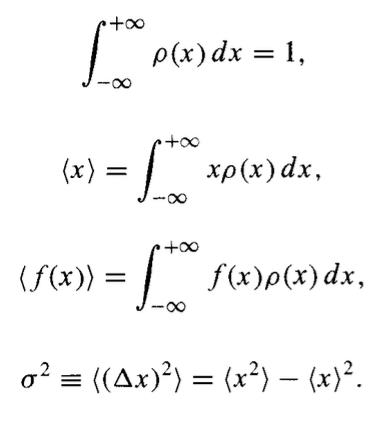 ∫_{-∞}^{+∞} ρ(x) dx = 1,
⟨x⟩ = ∫_{-∞}^{+∞} xρ(x) dx,
⟨f(x)⟩ = ∫_{-∞}^{+∞} f(x)ρ(x) dx,
σ² ≡ ⟨(Δx)²⟩ = ⟨x²⟩ − ⟨x⟩².